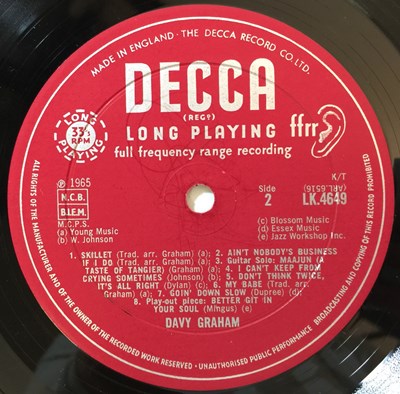 MADE IN ENGLAND • THE DECCA RECORD CO. LTD.
DECCA
(REGD)
LONG PLAYING ffrr
full frequency range recording
LONG PLAYING
33⅓
RPM
K/T
(ARL.6516)
Side
2
LK.4649
℗ 1965
N.C.B.
B.I.E.M.
M.C.P.S.
(a) Young Music
(b) W. Johnson
(c) Blossom Music
(d) Essex Music
(e) Jazz Workshop Inc.
1. SKILLET (Trad. arr. Graham) (a); 2. AIN'T NOBODY'S BUSINESS
IF I DO (Trad. arr. Graham) (a); 3. Guitar Solo: MAAJUN (A
TASTE OF TANGIER) (Graham) (a); 4. I CAN'T KEEP FROM
CRYING SOMETIMES (Johnson) (b); 5. DON'T THINK TWICE,
IT'S ALL RIGHT (Dylan) (c); 6. MY BABE (Trad. arr.
Graham) (a); 7. GOIN' DOWN SLOW (Dupree) (d);
8. Play-out piece: BETTER GIT IN
YOUR SOUL (Mingus) (e)
DAVY GRAHAM
ALL RIGHTS OF THE MANUFACTURER AND OF THE OWNER OF THE RECORDED WORK RESERVED • UNAUTHORISED PUBLIC PERFORMANCE, BROADCASTING AND COPYING OF THIS RECORD PROHIBITED